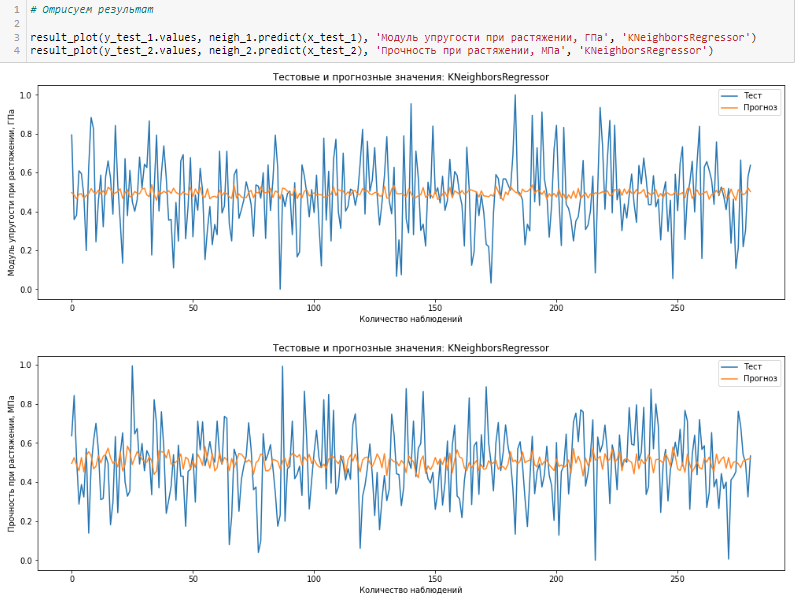 1 # Отрисуем результат
2
3 result_plot(y_test_1.values, neigh_1.predict(x_test_1), 'Модуль упругости при растяжении, ГПа', 'KNeighborsRegressor')
4 result_plot(y_test_2.values, neigh_2.predict(x_test_2), 'Прочность при растяжении, МПа', 'KNeighborsRegressor')
Тестовые и прогнозные значения: KNeighborsRegressor
Модуль упругости при растяжении, ГПа
1.0
0.8
0.6
0.4
0.2
0.0
Тест
Прогноз
0 50 100 150 200 250
Количество наблюдений
Тестовые и прогнозные значения: KNeighborsRegressor
Прочность при растяжении, МПа
1.0
0.8
0.6
0.4
0.2
0.0
Тест
Прогноз
0 50 100 150 200 250
Количество наблюдений